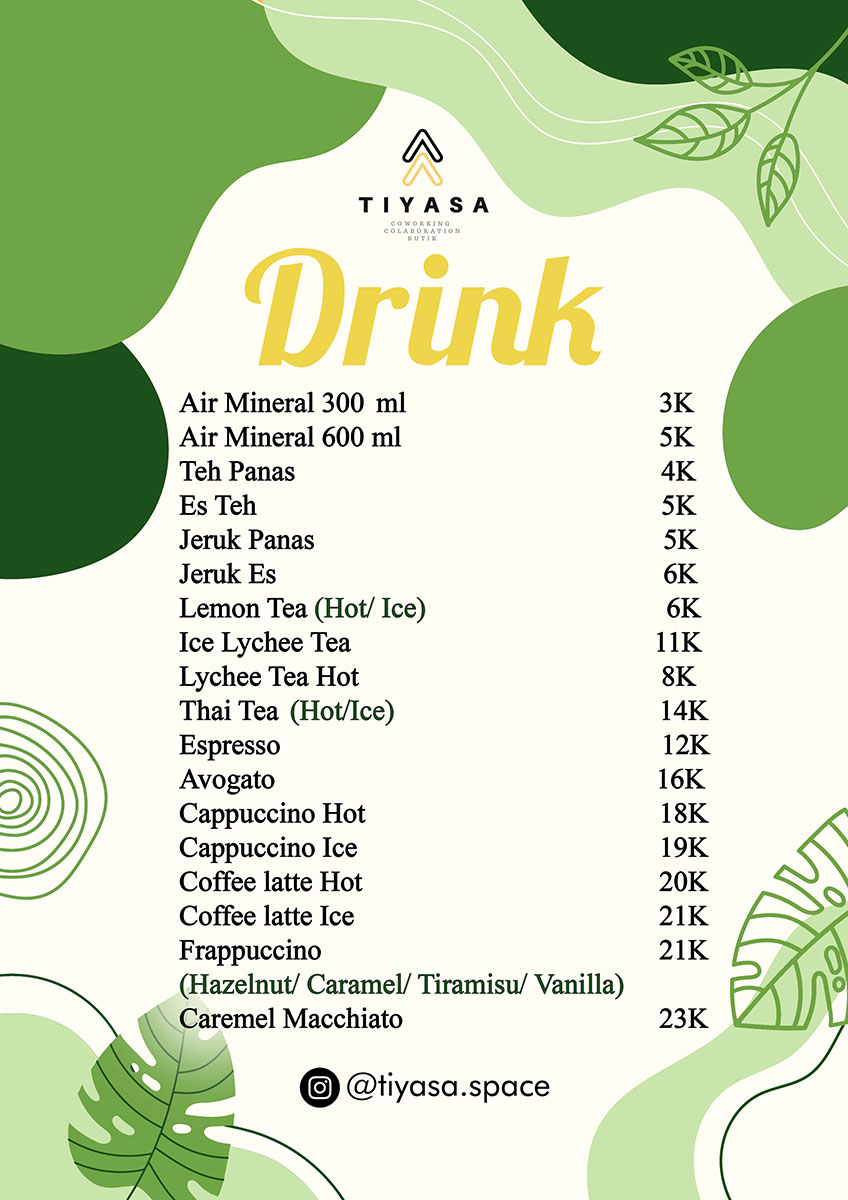 TIYASA
COWORKING
COLABORATION
BUTIK
Drink
Air Mineral 300 ml 3K
Air Mineral 600 ml 5K
Teh Panas 4K
Es Teh 5K
Jeruk Panas 5K
Jeruk Es 6K
Lemon Tea (Hot/ Ice) 6K
Ice Lychee Tea 11K
Lychee Tea Hot 8K
Thai Tea (Hot/Ice) 14K
Espresso 12K
Avogato 16K
Cappuccino Hot 18K
Cappuccino Ice 19K
Coffee latte Hot 20K
Coffee latte Ice 21K
Frappuccino 21K
(Hazelnut/ Caramel/ Tiramisu/ Vanilla)
Caremel Macchiato 23K
@tiyasa.space